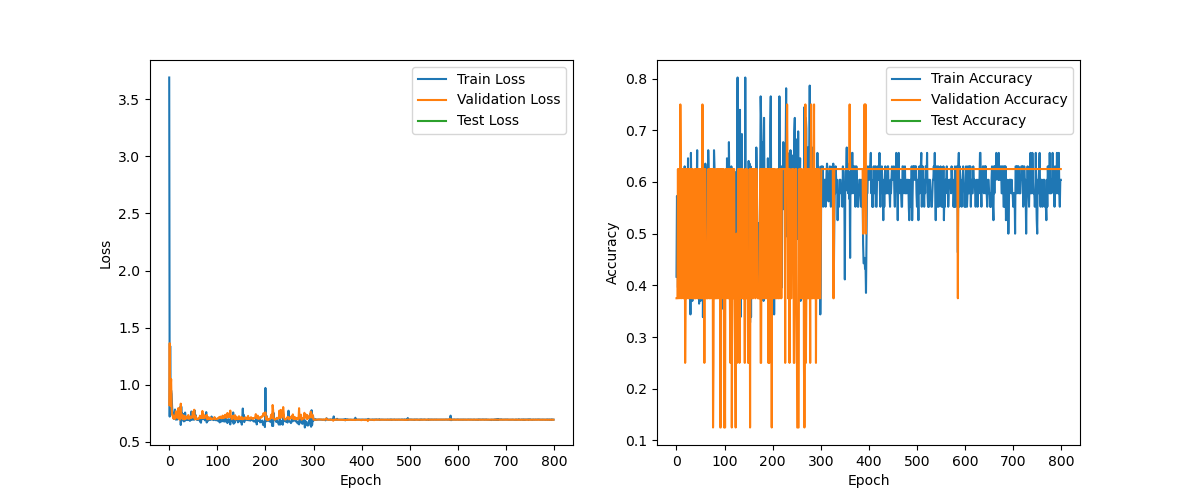 Train Loss
Validation Loss
Test Loss
3.5
3.0
2.5
2.0
1.5
1.0
0.5
Loss
0 100 200 300 400 500 600 700 800
Epoch
Train Accuracy
Validation Accuracy
Test Accuracy
0.8
0.7
0.6
0.5
0.4
0.3
0.2
0.1
Accuracy
0 100 200 300 400 500 600 700 800
Epoch